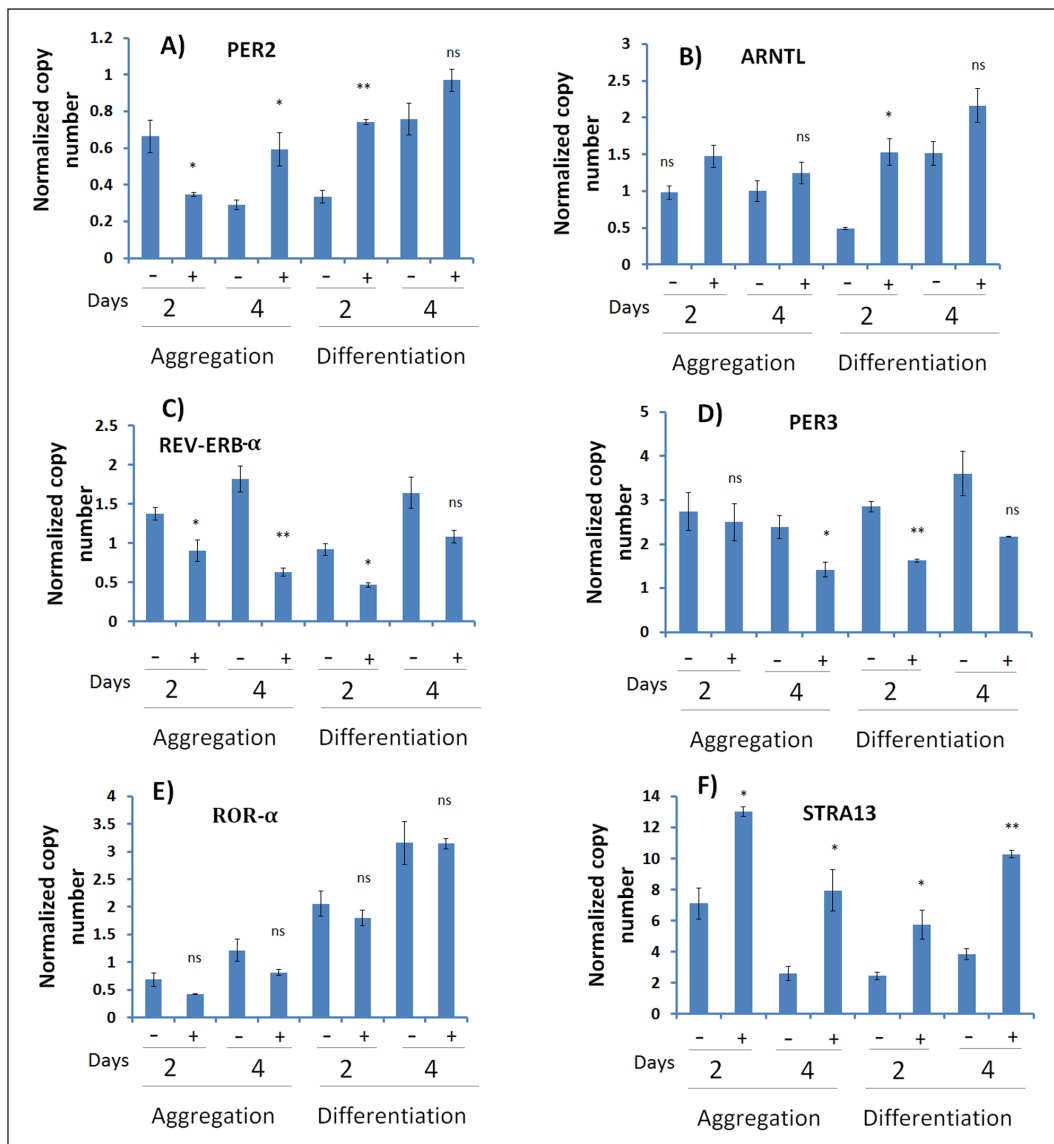 A) PER2
Normalized copy number
1.2
1
0.8
0.6
0.4
0.2
0
* * ** ns
− + − + − + − +
Days 2 4 2 4
Aggregation Differentiation
B) ARNTL
Normalized copy number
3
2.5
2
1.5
1
0.5
0
ns ns * ns
− + − + − + − +
Days 2 4 2 4
Aggregation Differentiation
C) REV-ERB-α
Normalized copy number
2.5
2
1.5
1
0.5
0
* ** * ns
− + − + − + − +
Days 2 4 2 4
Aggregation Differentiation
D) PER3
Normalized copy number
5
4
3
2
1
0
ns * ** ns
− + − + − + − +
Days 2 4 2 4
Aggregation Differentiation
E) ROR-α
Normalized copy number
4
3.5
3
2.5
2
1.5
1
0.5
0
ns ns ns ns
− + − + − + − +
Days 2 4 2 4
Aggregation Differentiation
F) STRA13
Normalized copy number
14
12
10
8
6
4
2
0
* * * **
− + − + − + − +
Days 2 4 2 4
Aggregation Differentiation